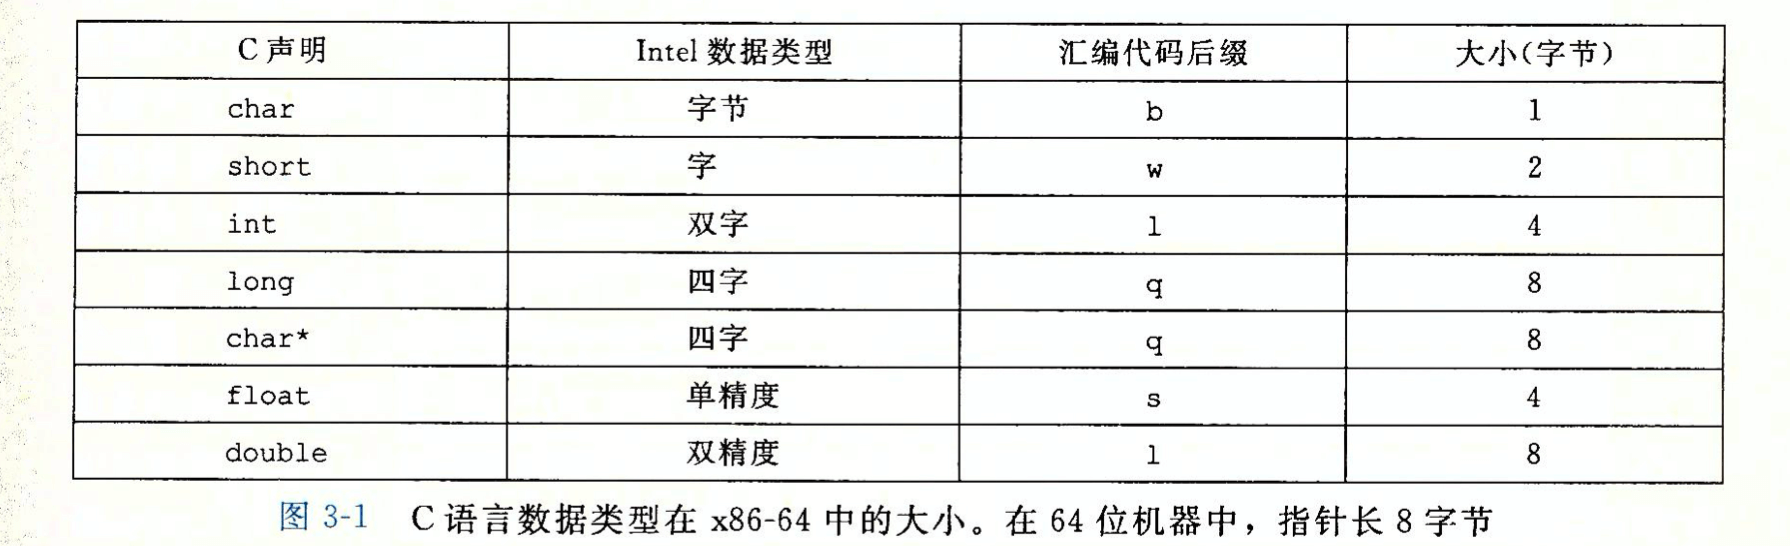 C 声明 Intel 数据类型 汇编代码后缀 大小(字节)
char 字节 b 1
short 字 w 2
int 双字 l 4
long 四字 q 8
char* 四字 q 8
float 单精度 s 4
double 双精度 l 8
图 3-1 C 语言数据类型在 x86-64 中的大小。在 64 位机器中，指针长 8 字节